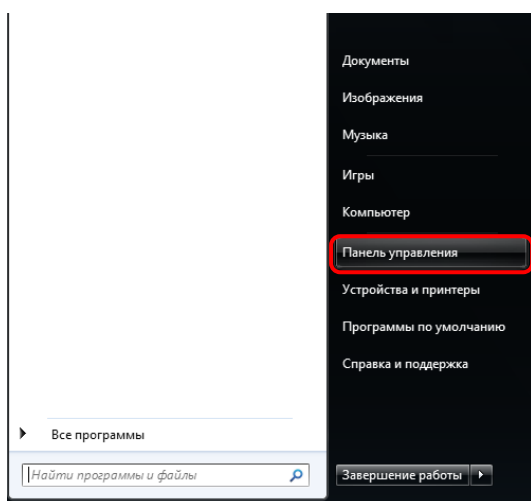 Документы
Изображения
Музыка
Игры
Компьютер
Панель управления
Устройства и принтеры
Программы по умолчанию
Справка и поддержка
Все программы
Найти программы и файлы
Завершение работы